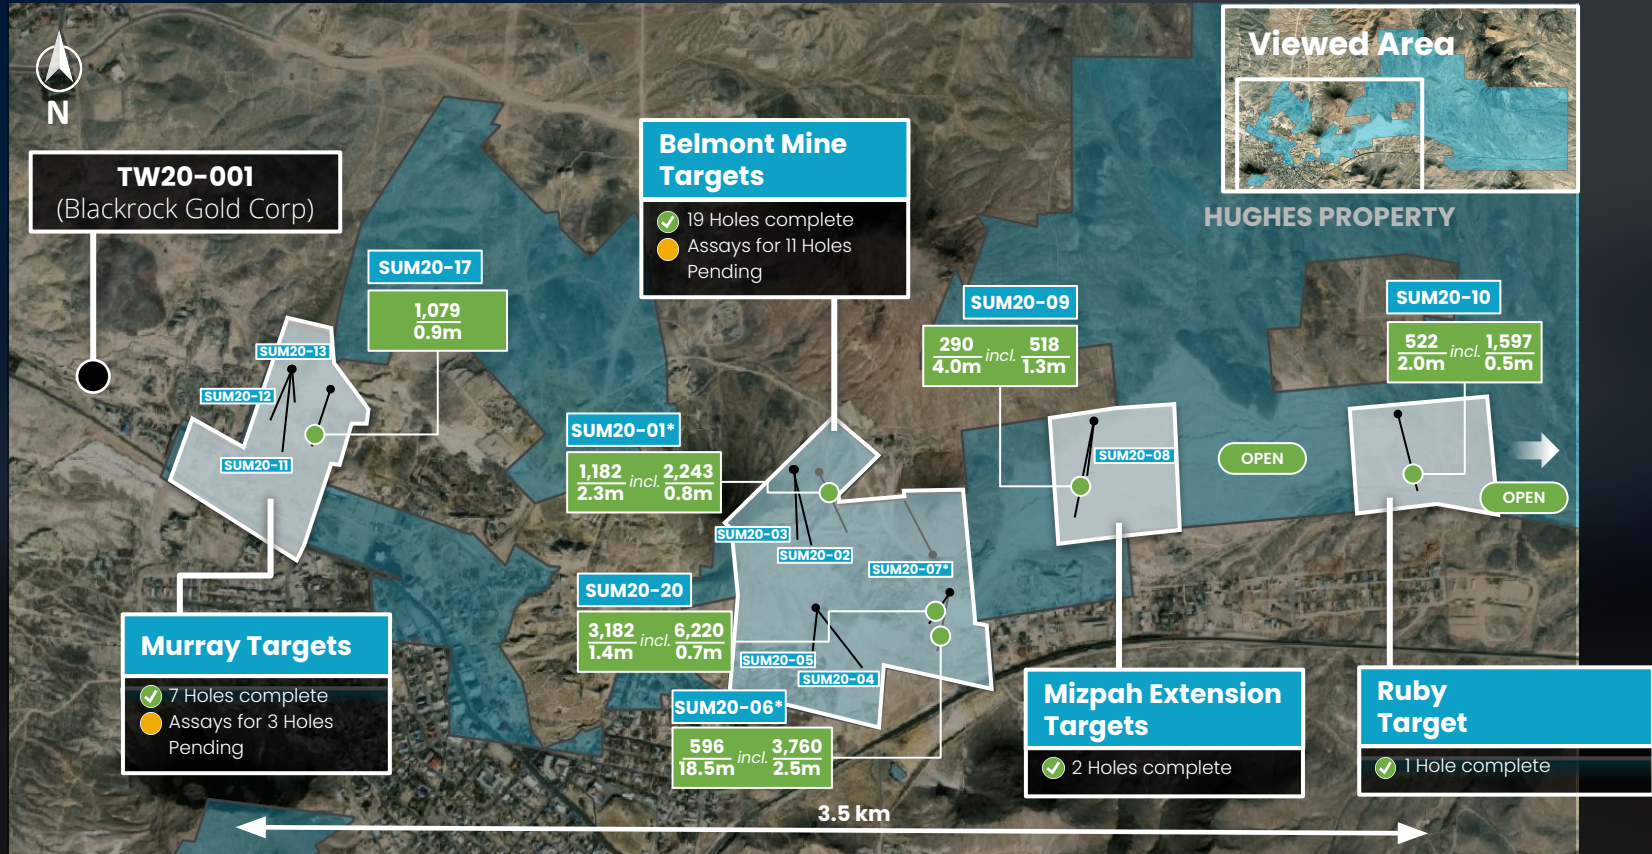 N
Viewed Area
HUGHES PROPERTY
TW20-001
(Blackrock Gold Corp)
Belmont Mine
Targets
19 Holes complete
Assays for 11 Holes
Pending
SUM20-17
1,079
0.9m
SUM20-13
SUM20-12
SUM20-11
SUM20-09
290 incl. 518
4.0m 1.3m
SUM20-10
522 incl. 1,597
2.0m 0.5m
SUM20-01*
1,182 incl. 2,243
2.3m 0.8m
SUM20-08
OPEN
OPEN
SUM20-03
SUM20-02
SUM20-07*
SUM20-20
3,182 incl. 6,220
1.4m 0.7m
SUM20-05
SUM20-04
SUM20-06*
596 incl. 3,760
18.5m 2.5m
Murray Targets
7 Holes complete
Assays for 3 Holes
Pending
Mizpah Extension
Targets
2 Holes complete
Ruby
Target
1 Hole complete
3.5 km